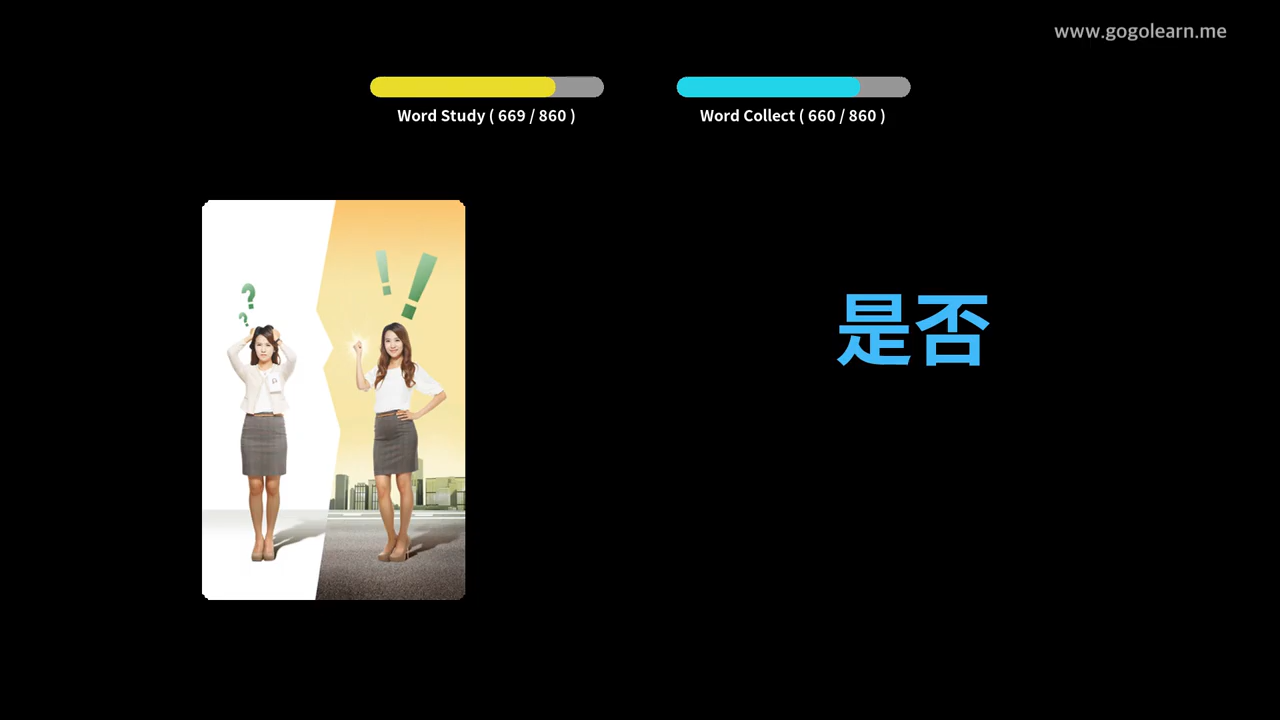 www.gogolearn.me
Word Study ( 669 / 860 )
Word Collect ( 660 / 860 )
? ?
! !
是否